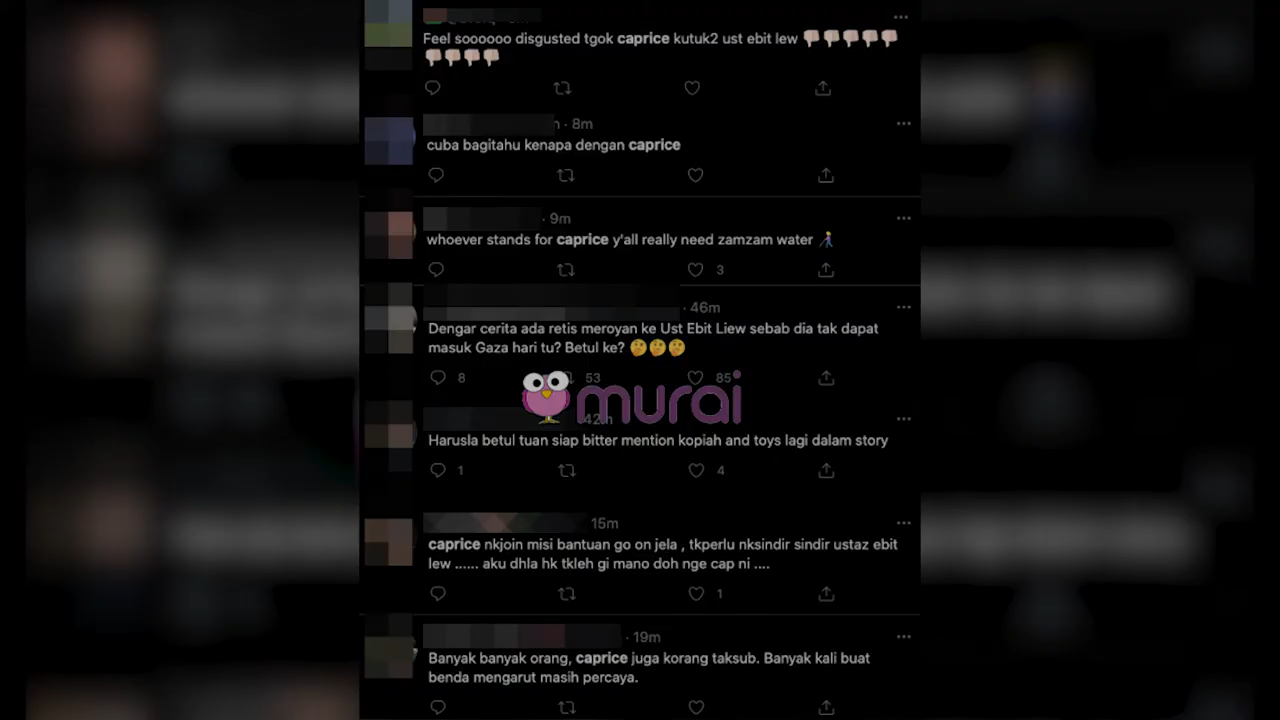 Feel soooooo disgusted tgok caprice kutuk2 ust ebit lew 👎🏻👎🏻👎🏻👎🏻👎🏻
👎🏻👎🏻👎🏻👎🏻
· 8m
cuba bagitahu kenapa dengan caprice
· 9m
whoever stands for caprice y'all really need zamzam water
3
· 46m
Dengar cerita ada retis meroyan ke Ust Ebit Liew sebab dia tak dapat
masuk Gaza hari tu? Betul ke? 🤔🤔🤔
8 53 85
murai
42m
Harusla betul tuan siap bitter mention kopiah and toys lagi dalam story
1 4
15m
caprice nkjoin misi bantuan go on jela , tkperlu nksindir sindir ustaz ebit
lew ...... aku dhla hk tkleh gi mano doh nge cap ni ....
1
· 19m
Banyak banyak orang, caprice juga korang taksub. Banyak kali buat
benda mengarut masih percaya.